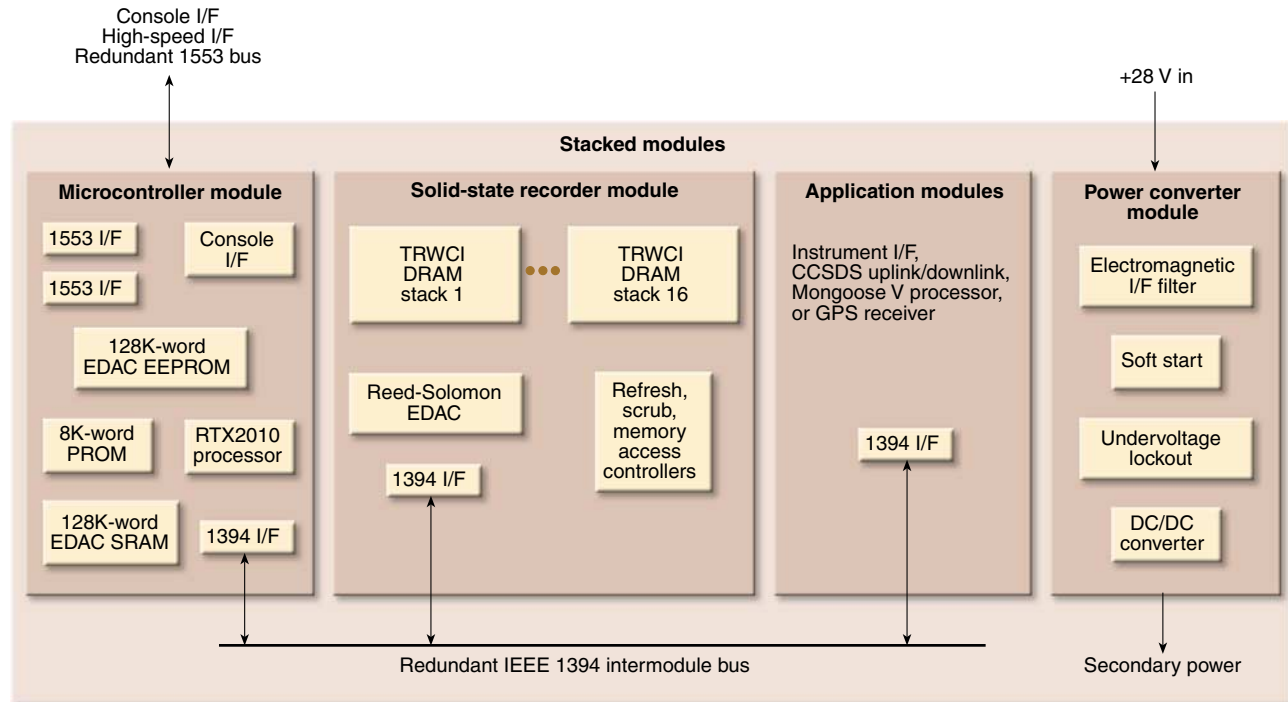 Console I/F
High-speed I/F
Redundant 1553 bus
+28 V in
Stacked modules
Microcontroller module
1553 I/F
Console
I/F
1553 I/F
128K-word
EDAC EEPROM
8K-word
PROM
RTX2010
processor
128K-word
EDAC SRAM
1394 I/F
Solid-state recorder module
TRWCI
DRAM
stack 1
TRWCI
DRAM
stack 16
Reed-Solomon
EDAC
Refresh,
scrub,
memory
access
controllers
1394 I/F
Application modules
Instrument I/F,
CCSDS uplink/downlink,
Mongoose V processor,
or GPS receiver
1394 I/F
Power converter
module
Electromagnetic
I/F filter
Soft start
Undervoltage
lockout
DC/DC
converter
Redundant IEEE 1394 intermodule bus
Secondary power